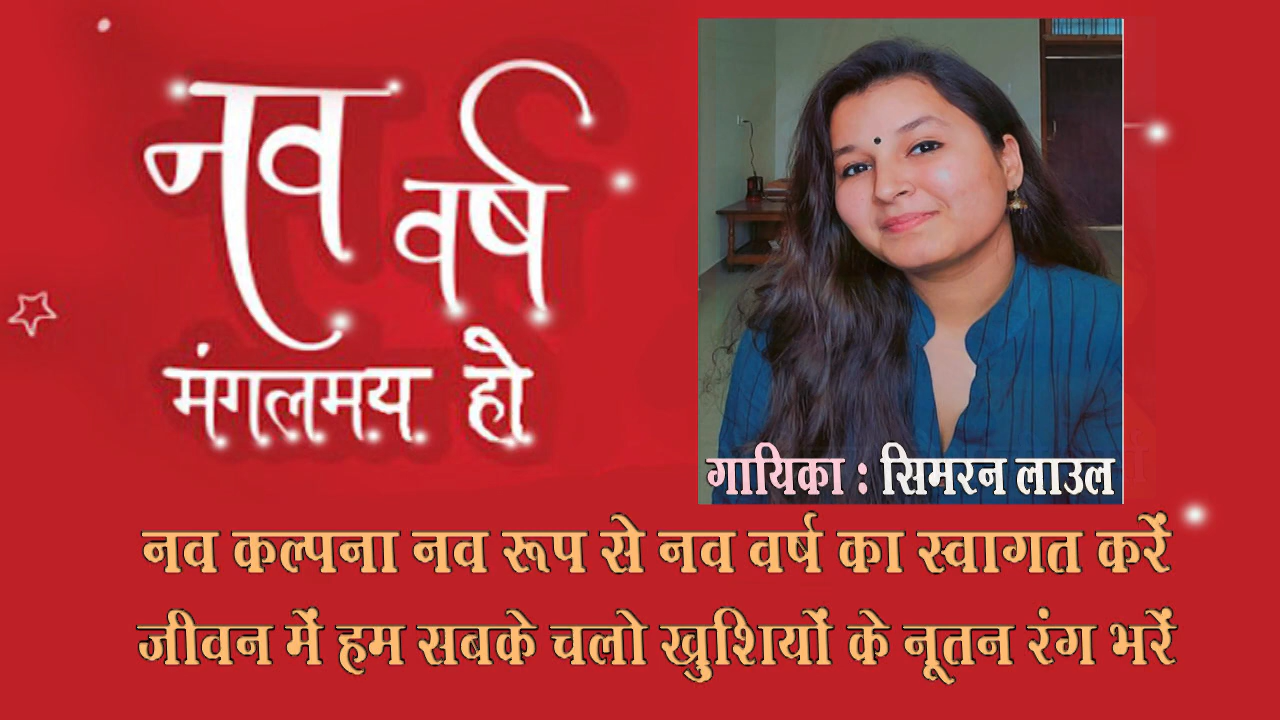 नव
वर्ष
मंगलमय हो
गायिका : सिमरन लाउल
नव कल्पना नव रूप से नव वर्ष का स्वागत करें
जीवन में हम सबके चलो खुशियों के नूतन रंग भरें